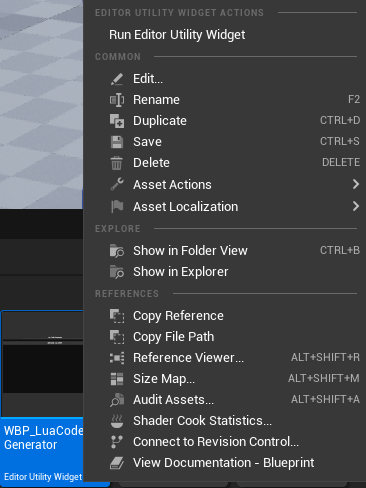 EDITOR UTILITY WIDGET ACTIONS
Run Editor Utility Widget
COMMON
Edit...
Rename F2
Duplicate CTRL+D
Save CTRL+S
Delete DELETE
Asset Actions
Asset Localization
EXPLORE
Show in Folder View CTRL+B
Show in Explorer
REFERENCES
Copy Reference
Copy File Path
Reference Viewer... ALT+SHIFT+R
Size Map... ALT+SHIFT+M
Audit Assets... ALT+SHIFT+A
Shader Cook Statistics...
Connect to Revision Control...
View Documentation - Blueprint
WBP_LuaCode
Generator
Editor Utility Widget